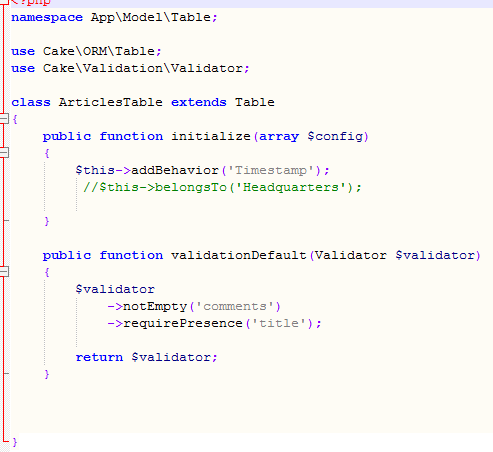 <?php
namespace App\Model\Table;
use Cake\ORM\Table;
use Cake\Validation\Validator;
class ArticlesTable extends Table
{
public function initialize(array $config)
{
$this->addBehavior('Timestamp');
//$this->belongsTo('Headquarters');
}
public function validationDefault(Validator $validator)
{
$validator
->notEmpty('comments')
->requirePresence('title');
return $validator;
}
}